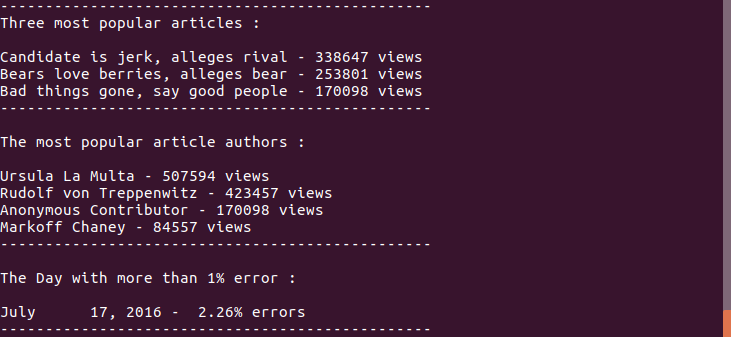 ------------------------------------------------
Three most popular articles :
Candidate is jerk, alleges rival - 338647 views
Bears love berries, alleges bear - 253801 views
Bad things gone, say good people - 170098 views
------------------------------------------------
The most popular article authors :
Ursula La Multa - 507594 views
Rudolf von Treppenwitz - 423457 views
Anonymous Contributor - 170098 views
Markoff Chaney - 84557 views
------------------------------------------------
The Day with more than 1% error :
July      17, 2016 -  2.26% errors
------------------------------------------------